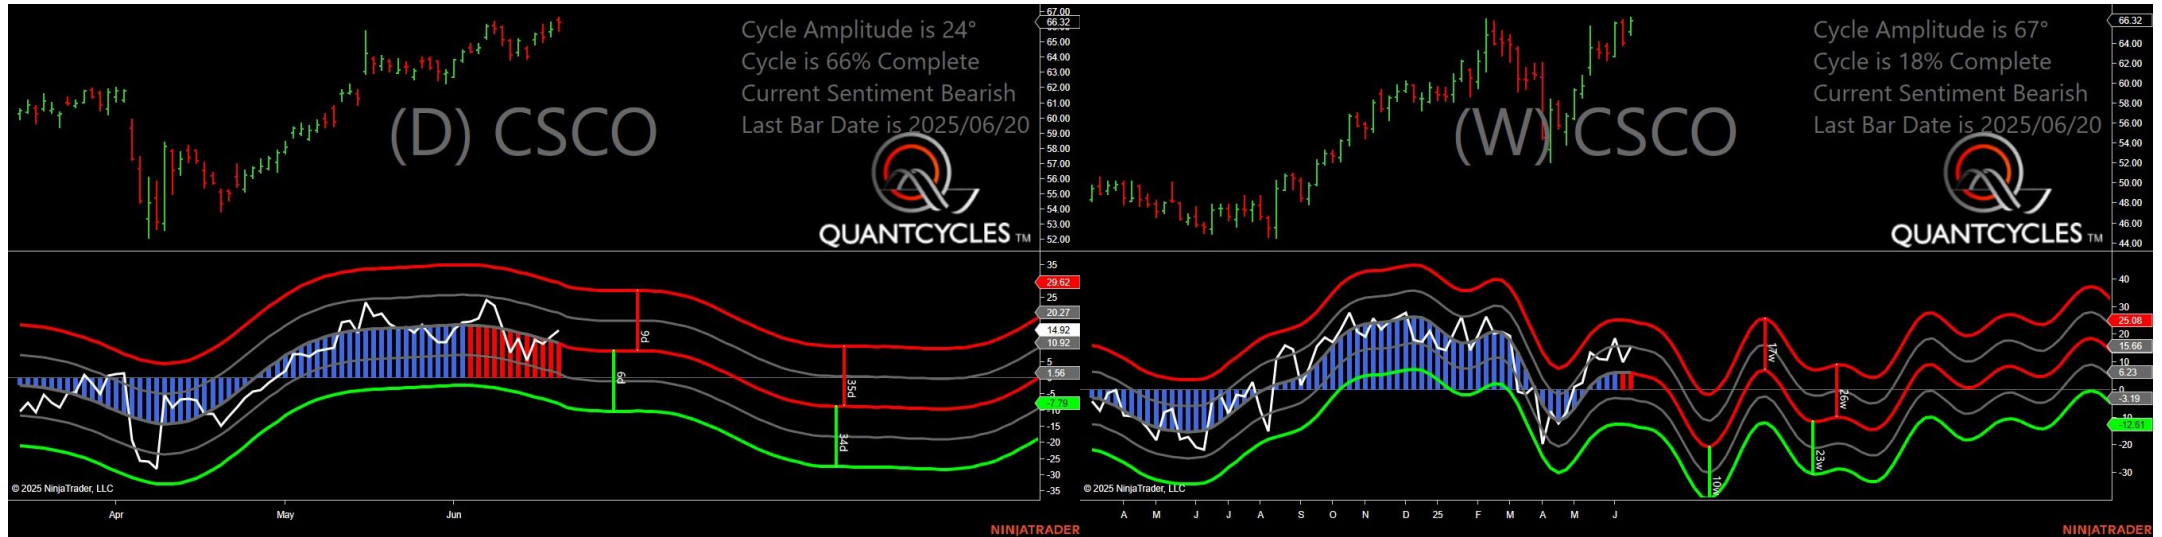 Cycle Amplitude is 24°
Cycle is 66% Complete
Current Sentiment Bearish
Last Bar Date is 2025/06/20
(D) CSCO
QUANTCYCLES TM
67.00
66.32
65.00
64.00
63.00
62.00
61.00
60.00
59.00
58.00
57.00
56.00
55.00
54.00
53.00
52.00
35
29.62
25
20.27
14.92
10.92
5
1.56
-5
-7.79
-10
-15
-20
-25
-30
-35
9d
6d
35d
34d
© 2025 NinjaTrader, LLC
Apr May Jun
NINJATRADER
Cycle Amplitude is 67°
Cycle is 18% Complete
Current Sentiment Bearish
Last Bar Date is 2025/06/20
(W) CSCO
QUANTCYCLES TM
66.32
64.00
62.00
60.00
58.00
56.00
54.00
52.00
50.00
48.00
46.00
44.00
40
30
25.08
20
15.66
10
6.23
0
-3.19
-10
-12.61
-20
-30
17w
26w
10w
23w
© 2025 NinjaTrader, LLC
A M J J A S O N D 25 F M A M J
NINJATRADER